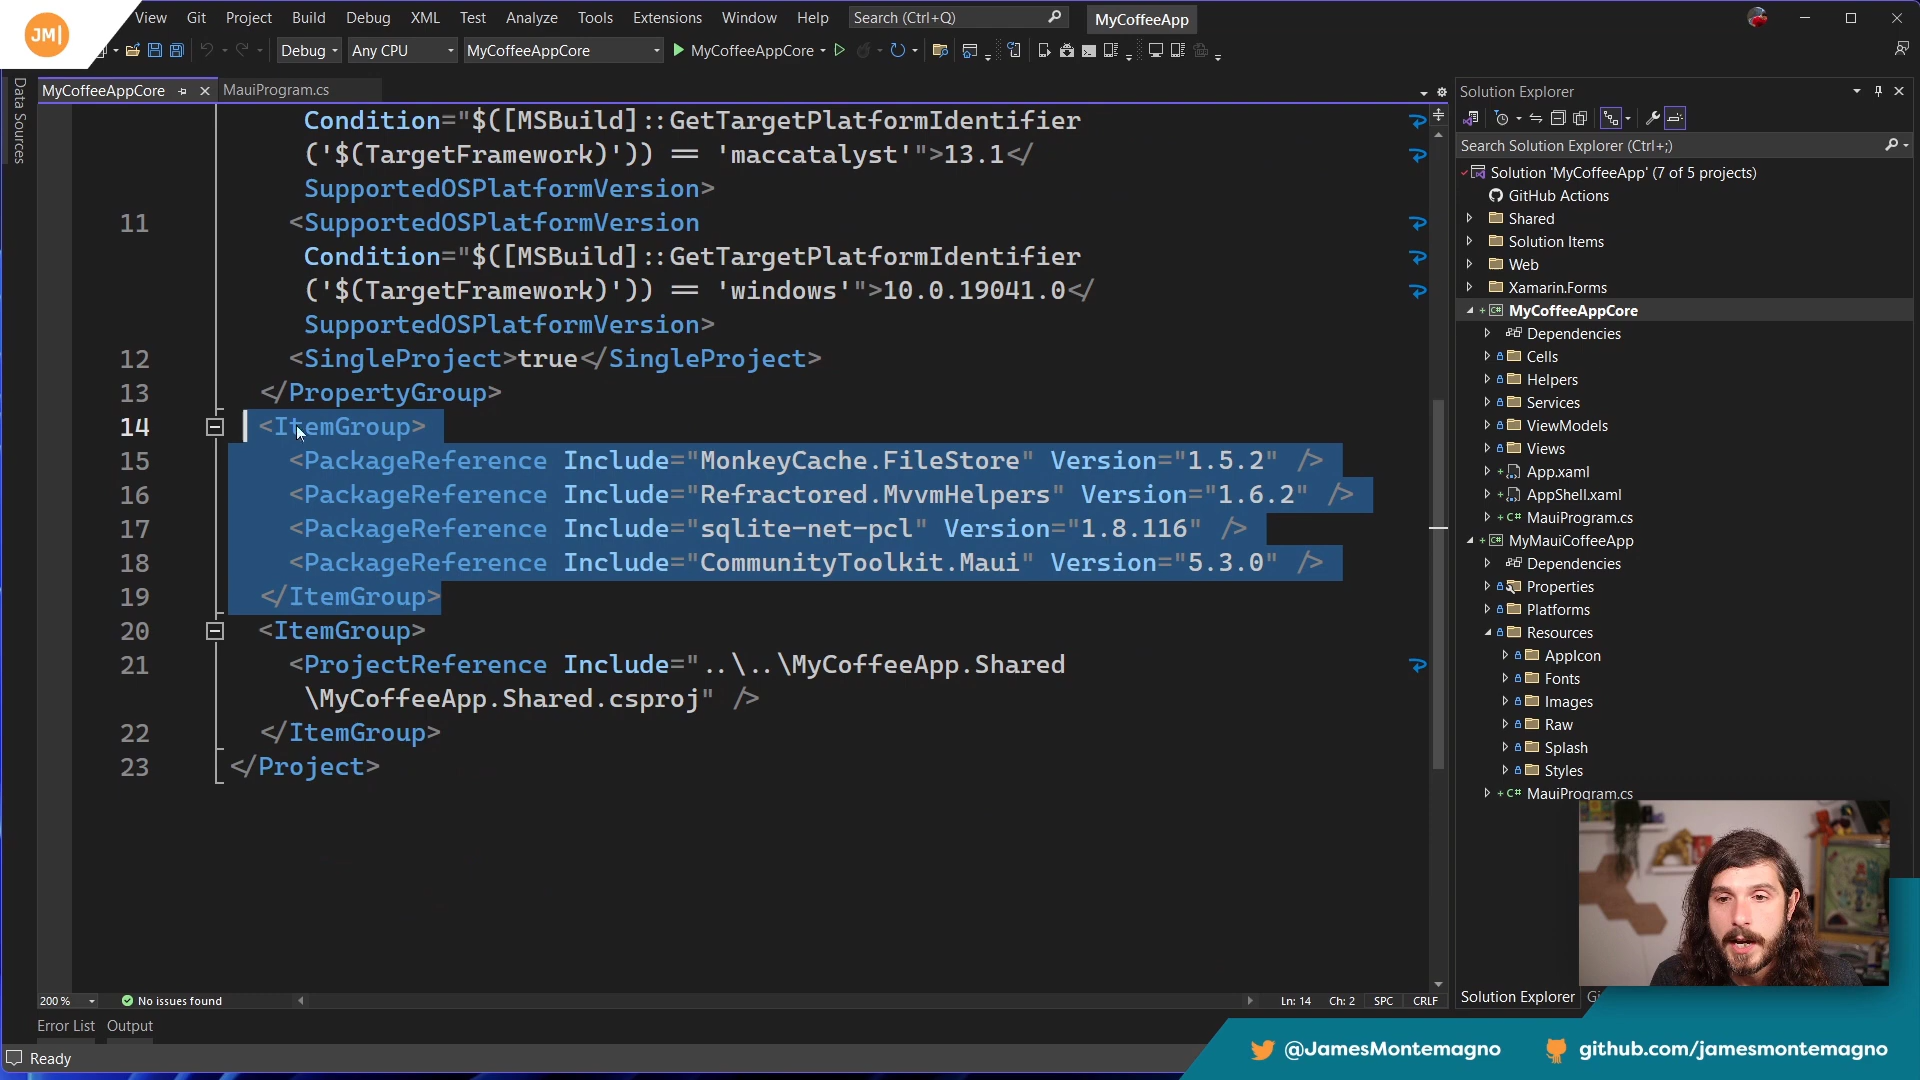 JM|
View Git Project Build Debug XML Test Analyze Tools Extensions Window Help Search (Ctrl+Q) MyCoffeeApp
Debug Any CPU MyCoffeeAppCore MyCoffeeAppCore
Data Sources
MyCoffeeAppCore MauiProgram.cs
Condition="$([MSBuild]::GetTargetPlatformIdentifier
('$(TargetFramework)')) == 'maccatalyst'">13.1</
SupportedOSPlatformVersion>
11 <SupportedOSPlatformVersion
Condition="$([MSBuild]::GetTargetPlatformIdentifier
('$(TargetFramework)')) == 'windows'">10.0.19041.0</
SupportedOSPlatformVersion>
12 <SingleProject>true</SingleProject>
13 </PropertyGroup>
14 <ItemGroup>
15 <PackageReference Include="MonkeyCache.FileStore" Version="1.5.2" />
16 <PackageReference Include="Refractored.MvvmHelpers" Version="1.6.2" />
17 <PackageReference Include="sqlite-net-pcl" Version="1.8.116" />
18 <PackageReference Include="CommunityToolkit.Maui" Version="5.3.0" />
19 </ItemGroup>
20 <ItemGroup>
21 <ProjectReference Include="..\..\MyCoffeeApp.Shared
\MyCoffeeApp.Shared.csproj" />
22 </ItemGroup>
23 </Project>
200 % No issues found Ln: 14 Ch: 2 SPC CRLF
Error List Output
Ready
Solution Explorer
Search Solution Explorer (Ctrl+;)
Solution 'MyCoffeeApp' (7 of 5 projects)
GitHub Actions
Shared
Solution Items
Web
Xamarin.Forms
MyCoffeeAppCore
Dependencies
Cells
Helpers
Services
ViewModels
Views
App.xaml
AppShell.xaml
MauiProgram.cs
MyMauiCoffeeApp
Dependencies
Properties
Platforms
Resources
AppIcon
Fonts
Images
Raw
Splash
Styles
MauiProgram.cs
Solution Explorer
@JamesMontemagno github.com/jamesmontemagno